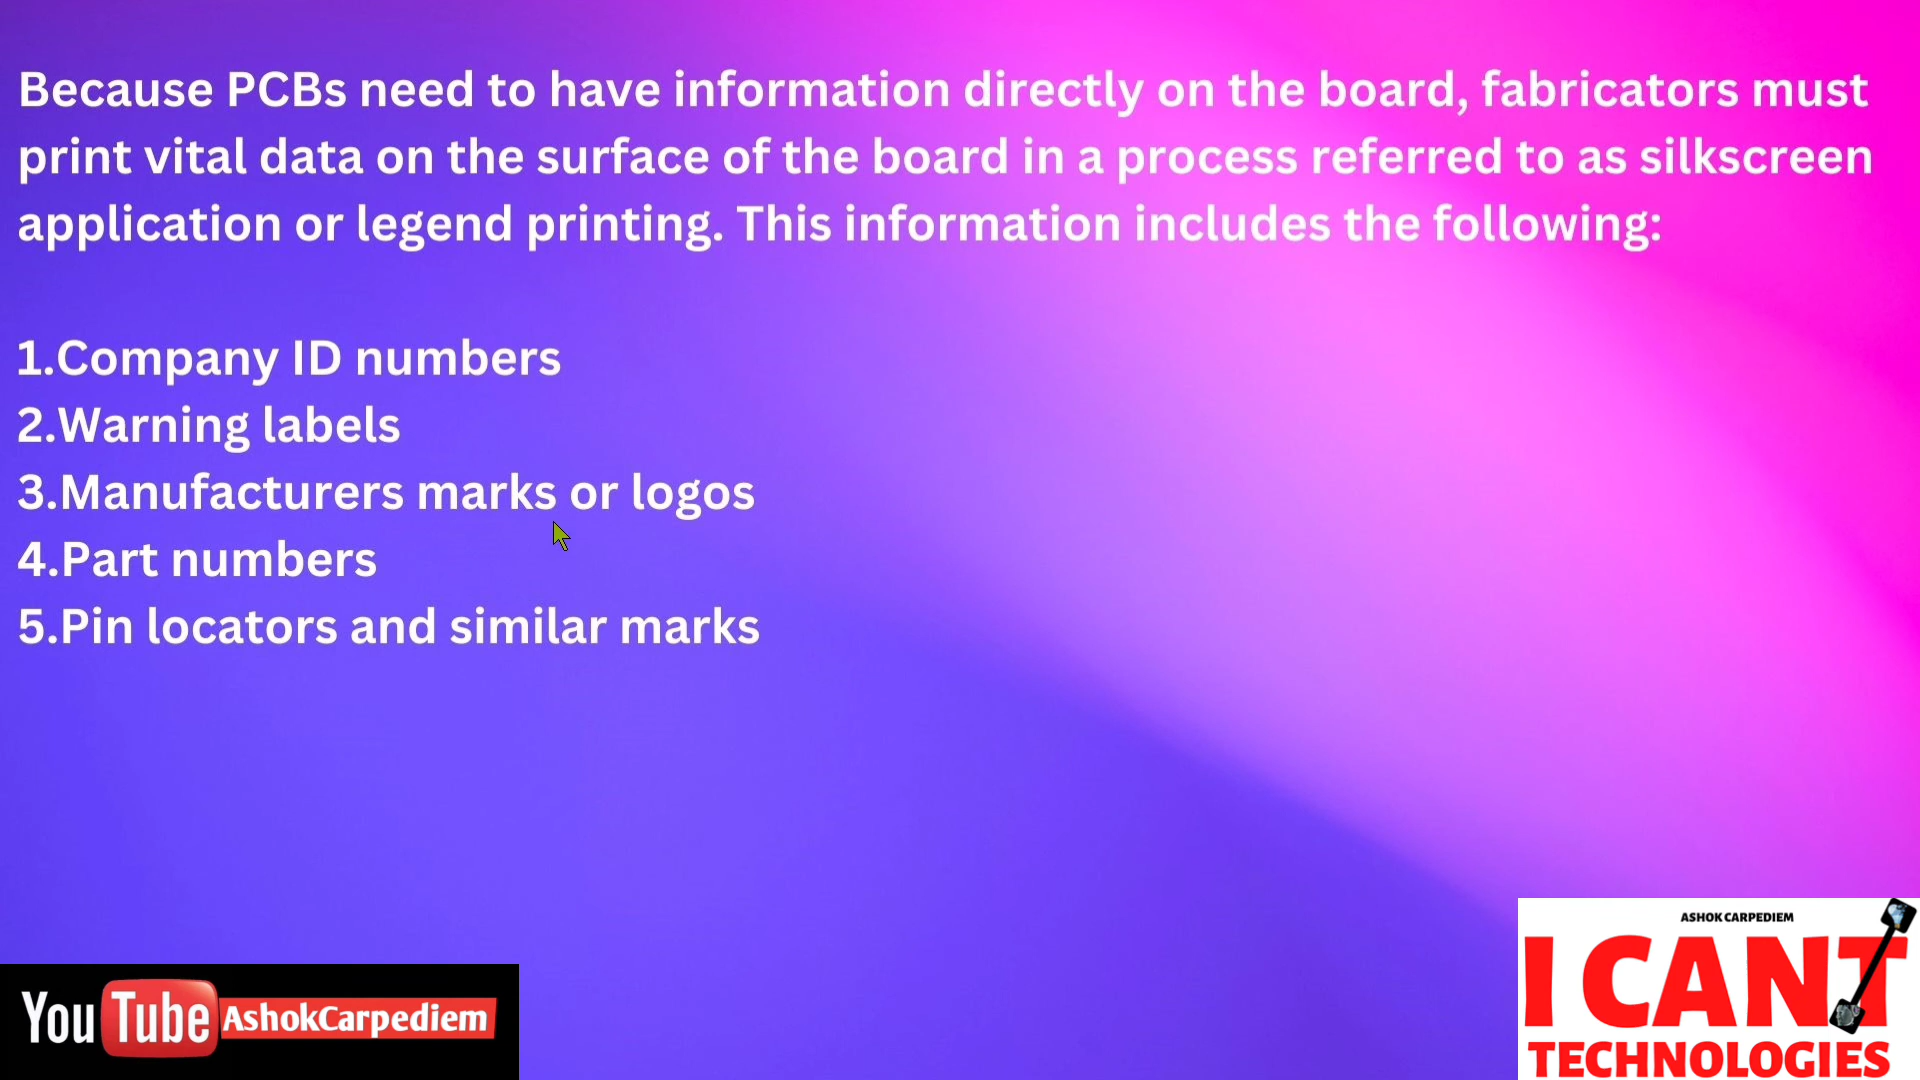 Because PCBs need to have information directly on the board, fabricators must
print vital data on the surface of the board in a process referred to as silkscreen
application or legend printing. This information includes the following:
1.Company ID numbers
2.Warning labels
3.Manufacturers marks or logos
4.Part numbers
5.Pin locators and similar marks
ASHOK CARPEDIEM
I CANT
TECHNOLOGIES
YouTube AshokCarpediem